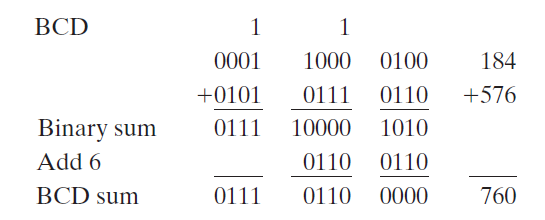 BCD 1 1
0001 1000 0100 184
+0101 0111 0110 +576
Binary sum 0111 10000 1010
Add 6 0110 0110
BCD sum 0111 0110 0000 760